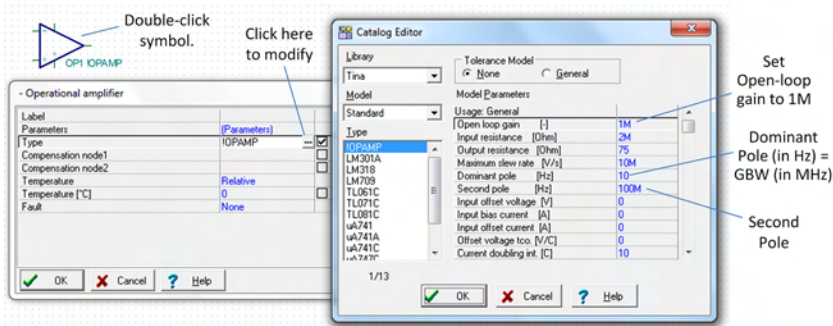 Double-click
symbol.
Click here
to modify
OP1 !OPAMP
- Operational amplifier
Label
Parameters (Parameters)
Type !OPAMP ...
Compensation node1
Compensation node2
Temperature Relative
Temperature [°C] 0
Fault None
OK Cancel ? Help
Catalog Editor
Library
Tina
Model
Standard
Type
!OPAMP
LM301A
LM318
LM709
TL061C
TL071C
TL081C
uA741
uA741A
uA741C
uA747C
1/13
Tolerance Model
None General
Model Parameters
Usage: General
Open loop gain [-] 1M
Input resistance [Ohm] 2M
Output resistance [Ohm] 75
Maximum slew rate [V/s] 10M
Dominant pole [Hz] 10
Second pole [Hz] 100M
Input offset voltage [V] 0
Input bias current [A] 0
Input offset current [A] 0
Offset voltage tco. [V/C] 0
Current doubling int. [C] 10
OK Cancel ? Help
Set
Open-loop
gain to 1M
Dominant
Pole (in Hz) =
GBW (in MHz)
Second
Pole